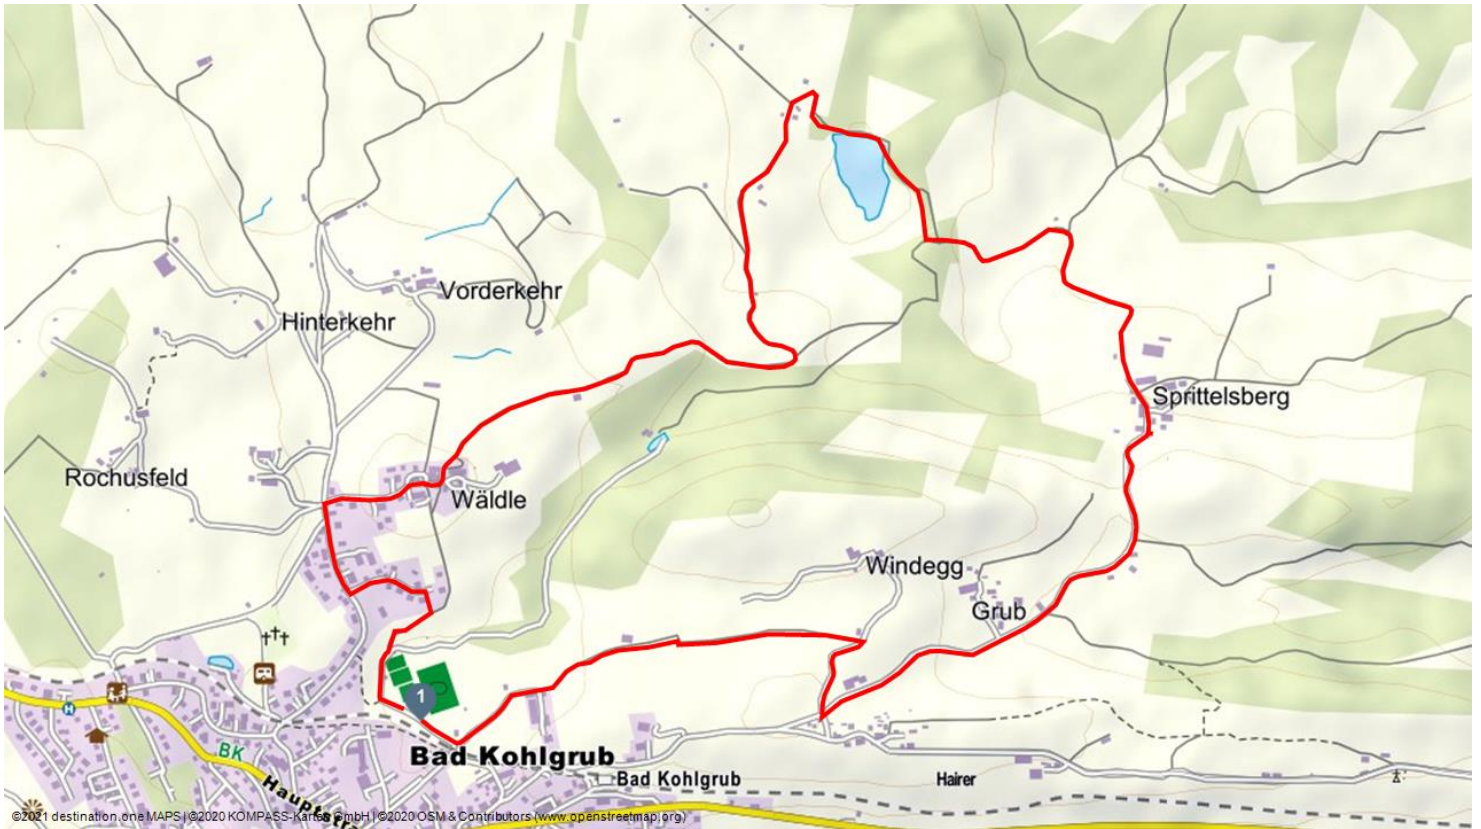 Vorderkehr
Hinterkehr
Sprittelsberg
Rochusfeld
Wäldle
Windegg
Grub
1
H
BK
Bad Kohlgrub
Bad Kohlgrub
Hairer
Hauptstra
©2021 destination.one MAPS | ©2020 KOMPASS-Karten GmbH | ©2020 OSM & Contributors (www.openstreetmap.org)